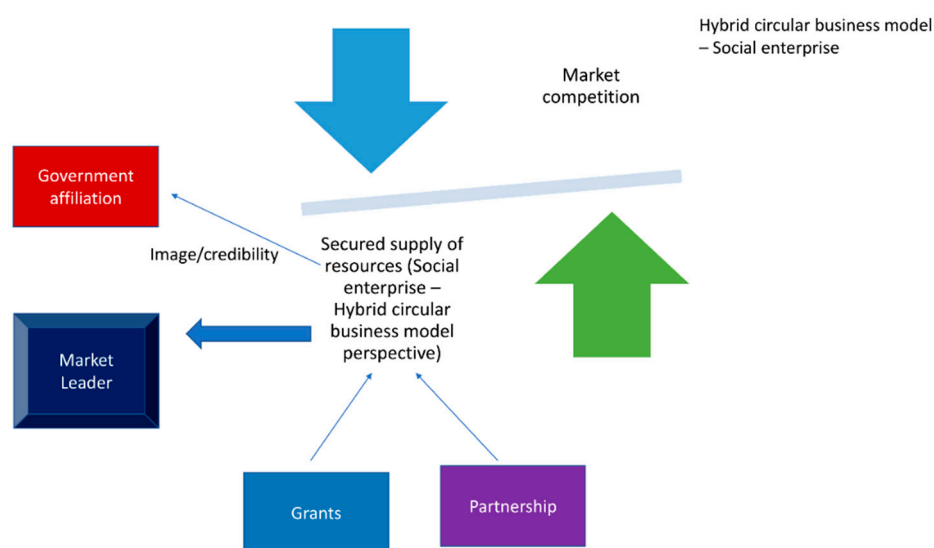 Hybrid circular business model
– Social enterprise
Market
competition
Government
affiliation
Image/credibility
Secured supply of
resources (Social
enterprise –
Hybrid circular
business model
perspective)
Market
Leader
Grants
Partnership